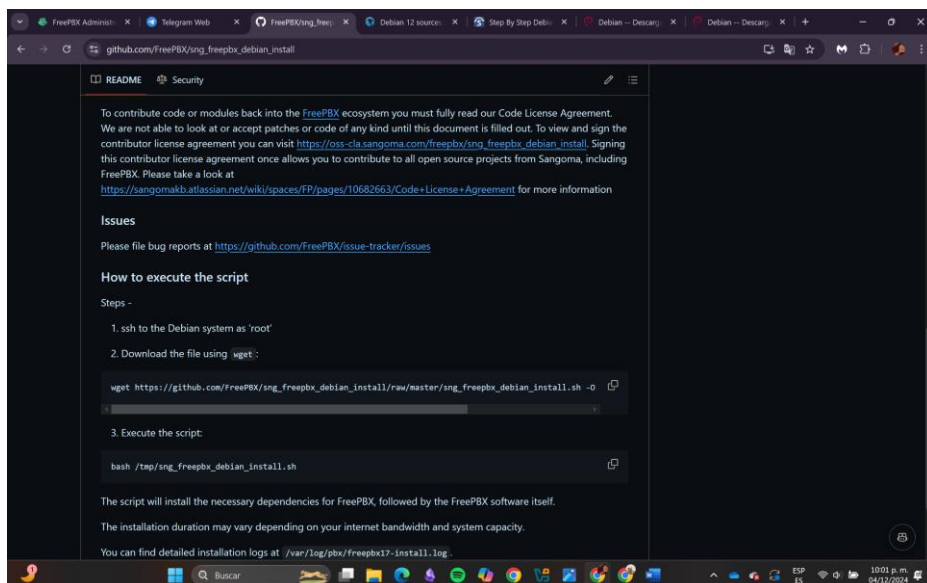 FreePBX Administ
Telegram Web
FreePBX/sng_freep
Debian 12 sources
Step By Step Debi
Debian -- Descarg
Debian -- Descarg
github.com/FreePBX/sng_freepbx_debian_install
README
Security
To contribute code or modules back into the FreePBX ecosystem you must fully read our Code License Agreement.
We are not able to look at or accept patches or code of any kind until this document is filled out. To view and sign the
contributor license agreement you can visit https://oss-cla.sangoma.com/freepbx/sng_freepbx_debian_install. Signing
this contributor license agreement once allows you to contribute to all open source projects from Sangoma, including
FreePBX. Please take a look at
https://sangomakb.atlassian.net/wiki/spaces/FP/pages/10682663/Code+License+Agreement for more information
Issues
Please file bug reports at https://github.com/FreePBX/issue-tracker/issues
How to execute the script
Steps -
1. ssh to the Debian system as 'root'
2. Download the file using wget :
wget https://github.com/FreePBX/sng_freepbx_debian_install/raw/master/sng_freepbx_debian_install.sh -O
3. Execute the script:
bash /tmp/sng_freepbx_debian_install.sh
The script will install the necessary dependencies for FreePBX, followed by the FreePBX software itself.
The installation duration may vary depending on your internet bandwidth and system capacity.
You can find detailed installation logs at /var/log/pbx/freepbx17-install.log .
Buscar
ESP
ES
10:01 p. m.
04/12/2024